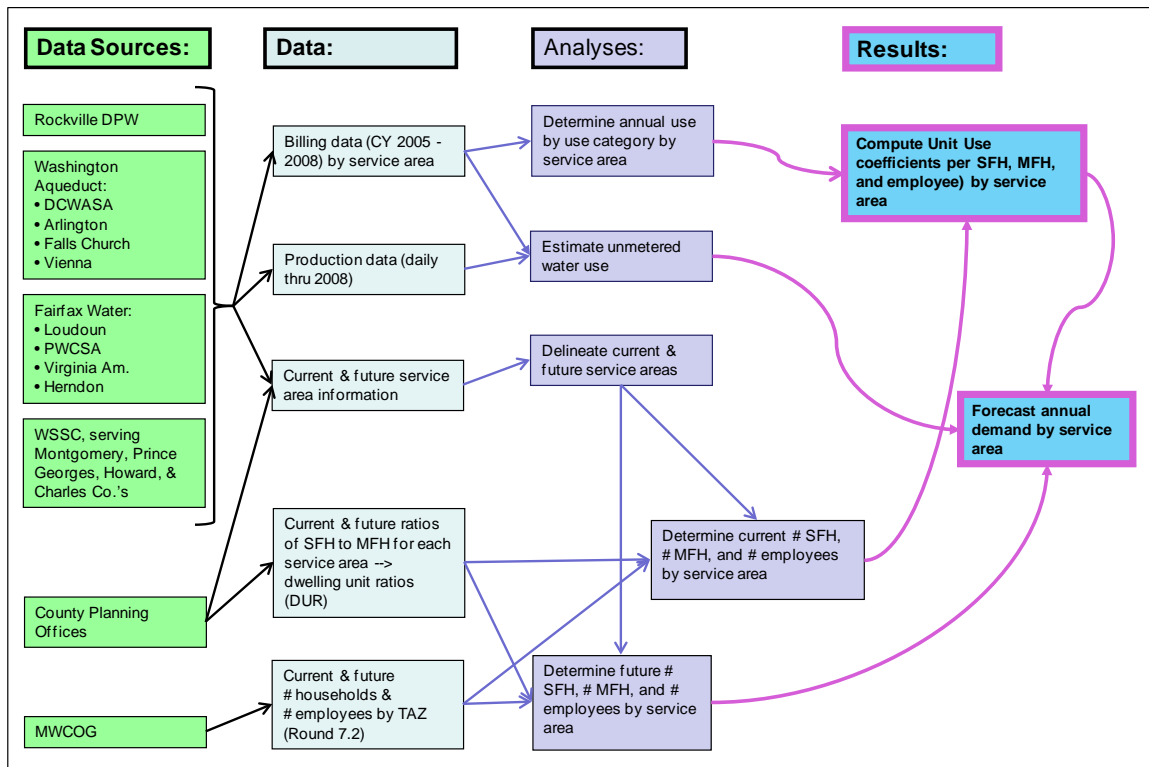 Data Sources:
Data:
Analyses:
Results:
Rockville DPW
Washington
Aqueduct:
• DCWASA
• Arlington
• Falls Church
• Vienna
Fairfax Water:
• Loudoun
• PWCSA
• Virginia Am.
• Herndon
WSSC, serving
Montgomery, Prince
Georges, Howard, &
Charles Co.'s
County Planning
Offices
MWCOG
Billing data (CY 2005 -
2008) by service area
Production data (daily
thru 2008)
Current & future service
area information
Current & future ratios
of SFH to MFH for each
service area -->
dwelling unit ratios
(DUR)
Current & future
# households &
# employees by TAZ
(Round 7.2)
Determine annual use
by use category by
service area
Estimate unmetered
water use
Delineate current &
future service areas
Determine current # SFH,
# MFH, and # employees
by service area
Determine future #
SFH, # MFH, and #
employees by service
area
Compute Unit Use
coefficients per SFH, MFH,
and employee) by service
area
Forecast annual
demand by service
area